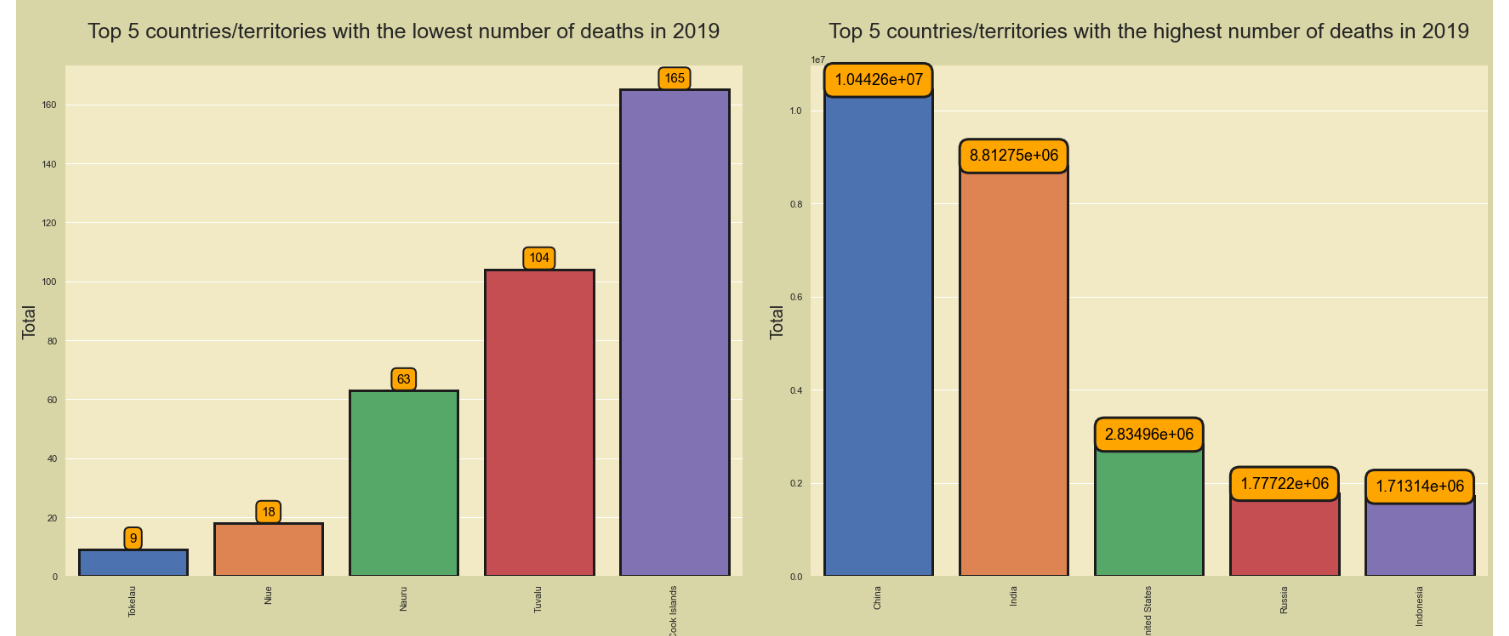 Top 5 countries/territories with the lowest number of deaths in 2019
165
160
140
120
104
100
Total
80
63
60
40
18
20
9
0
Tokelau
Niue
Nauru
Tuvalu
Cook Islands
Top 5 countries/territories with the highest number of deaths in 2019
1e7
1.04426e+07
1.0
8.81275e+06
0.8
0.6
Total
0.4
2.83496e+06
0.2
1.77722e+06
1.71314e+06
0.0
China
India
nited States
Russia
Indonesia